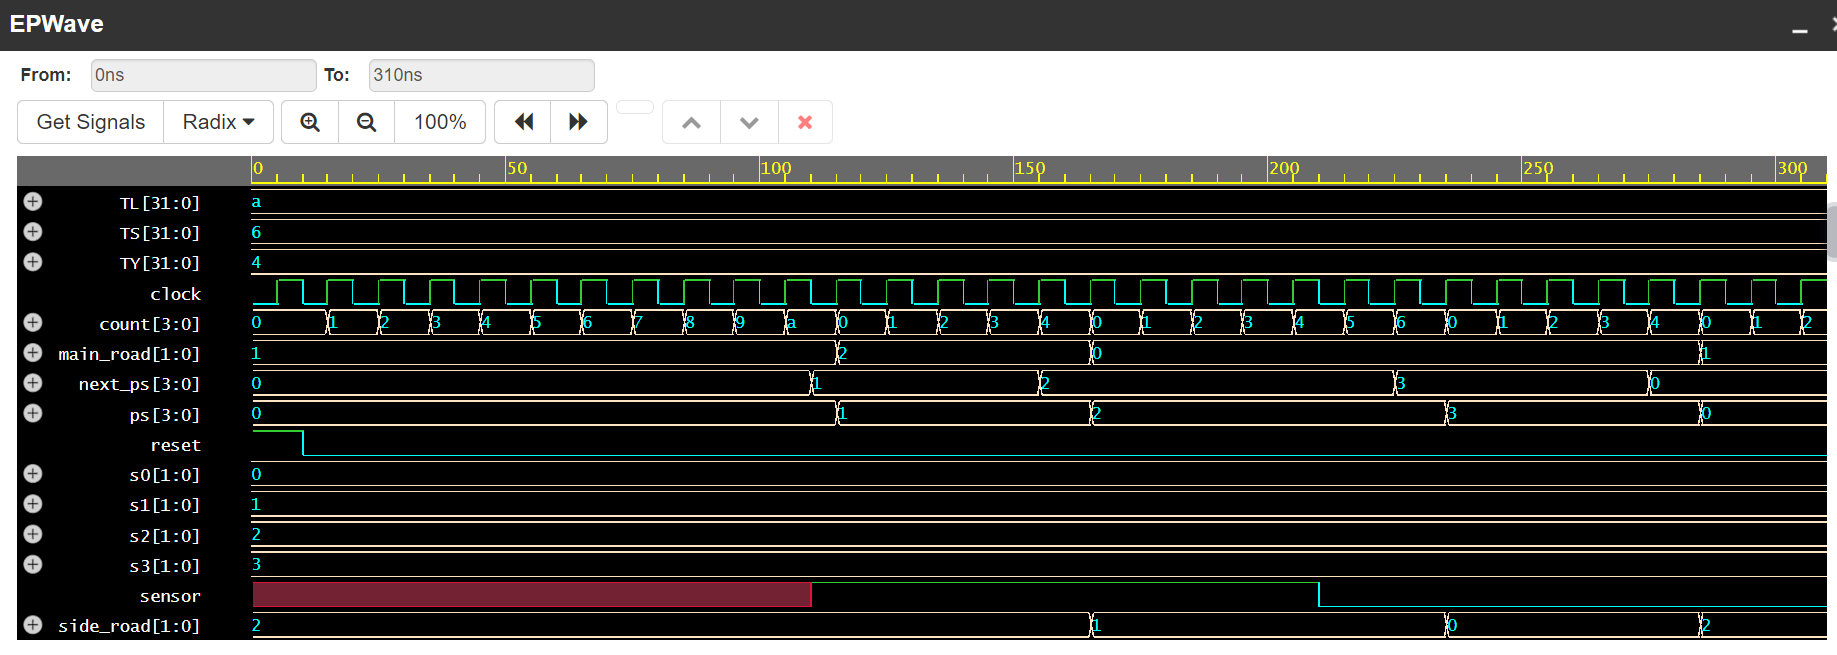 EPWave
From: 0ns To: 310ns
Get Signals Radix 100%
0 50 100 150 200 250 300
TL[31:0] a
TS[31:0] 6
TY[31:0] 4
clock
count[3:0] 0 1 2 3 4 5 6 7 8 9 a 0 1 2 3 4 0 1 2 3 4 5 6 0 1 2 3 4 0 1 2
main_road[1:0] 1 2 0 1
next_ps[3:0] 0 1 2 3 0
ps[3:0] 0 1 2 3 0
reset
s0[1:0] 0
s1[1:0] 1
s2[1:0] 2
s3[1:0] 3
sensor
side_road[1:0] 2 1 0 2